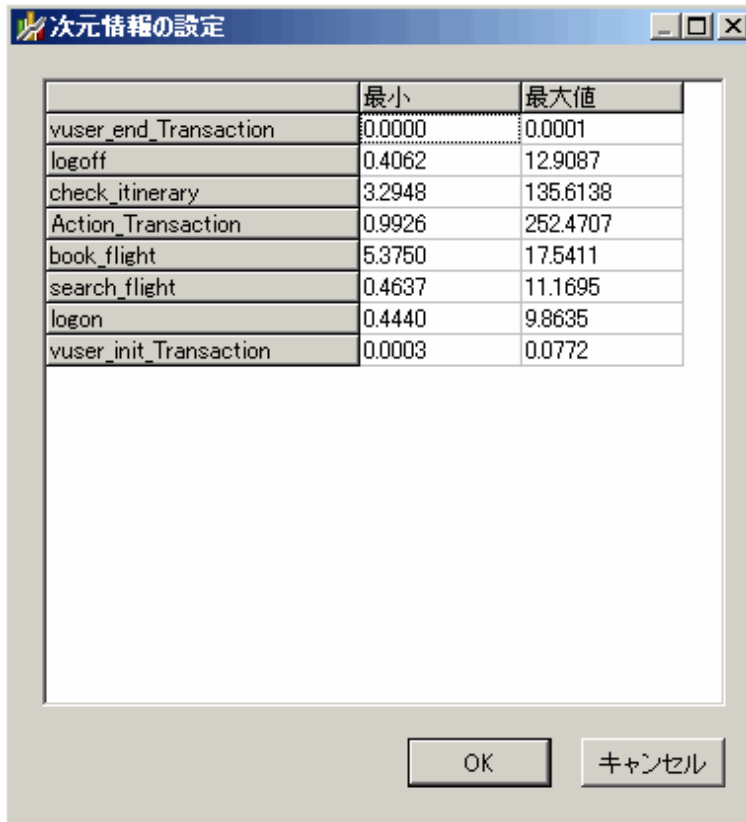 次元情報の設定
最小 最大値
vuser_end_Transaction 0.0000 0.0001
logoff 0.4062 12.9087
check_itinerary 3.2948 135.6138
Action_Transaction 0.9926 252.4707
book_flight 5.3750 17.5411
search_flight 0.4637 11.1695
logon 0.4440 9.8635
vuser_init_Transaction 0.0003 0.0772
OK キャンセル